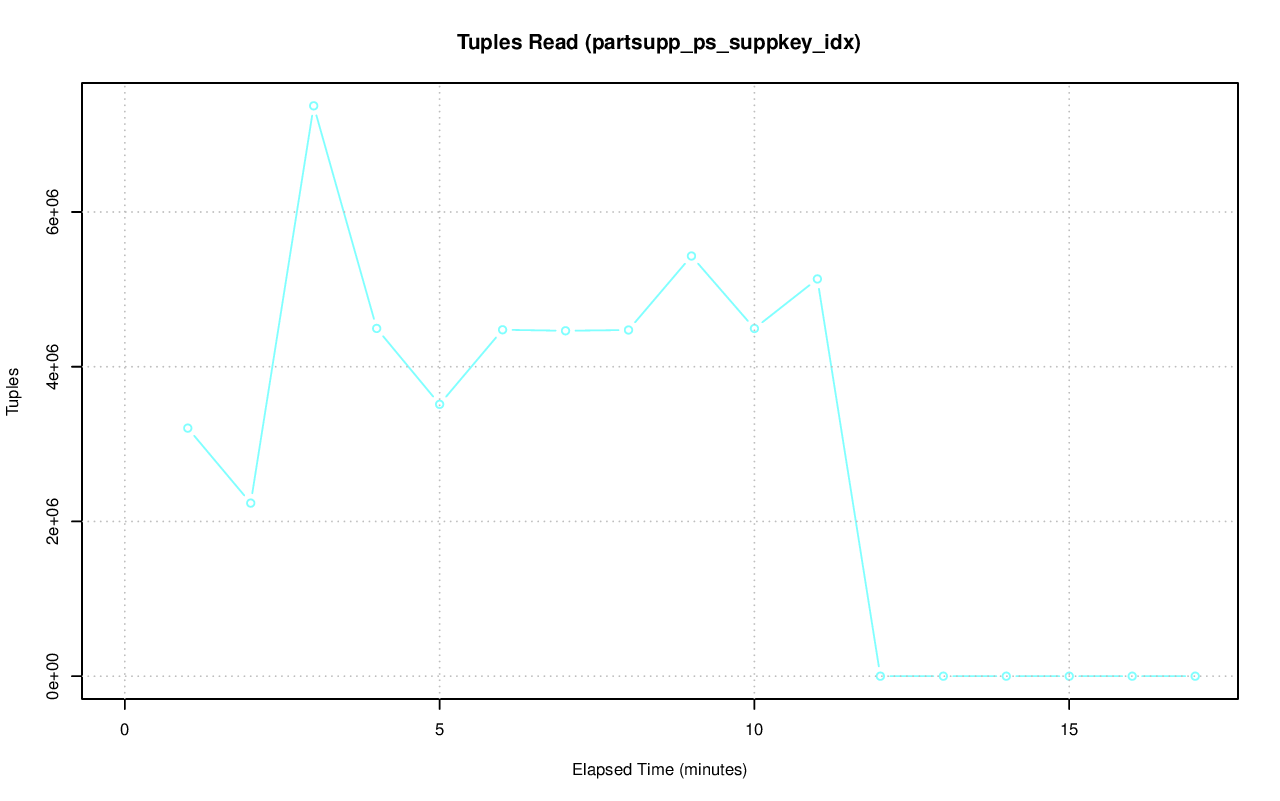 Tuples Read (partsupp_ps_suppkey_idx)
Tuples
6e+06
4e+06
2e+06
0e+00
0
5
10
15
Elapsed Time (minutes)